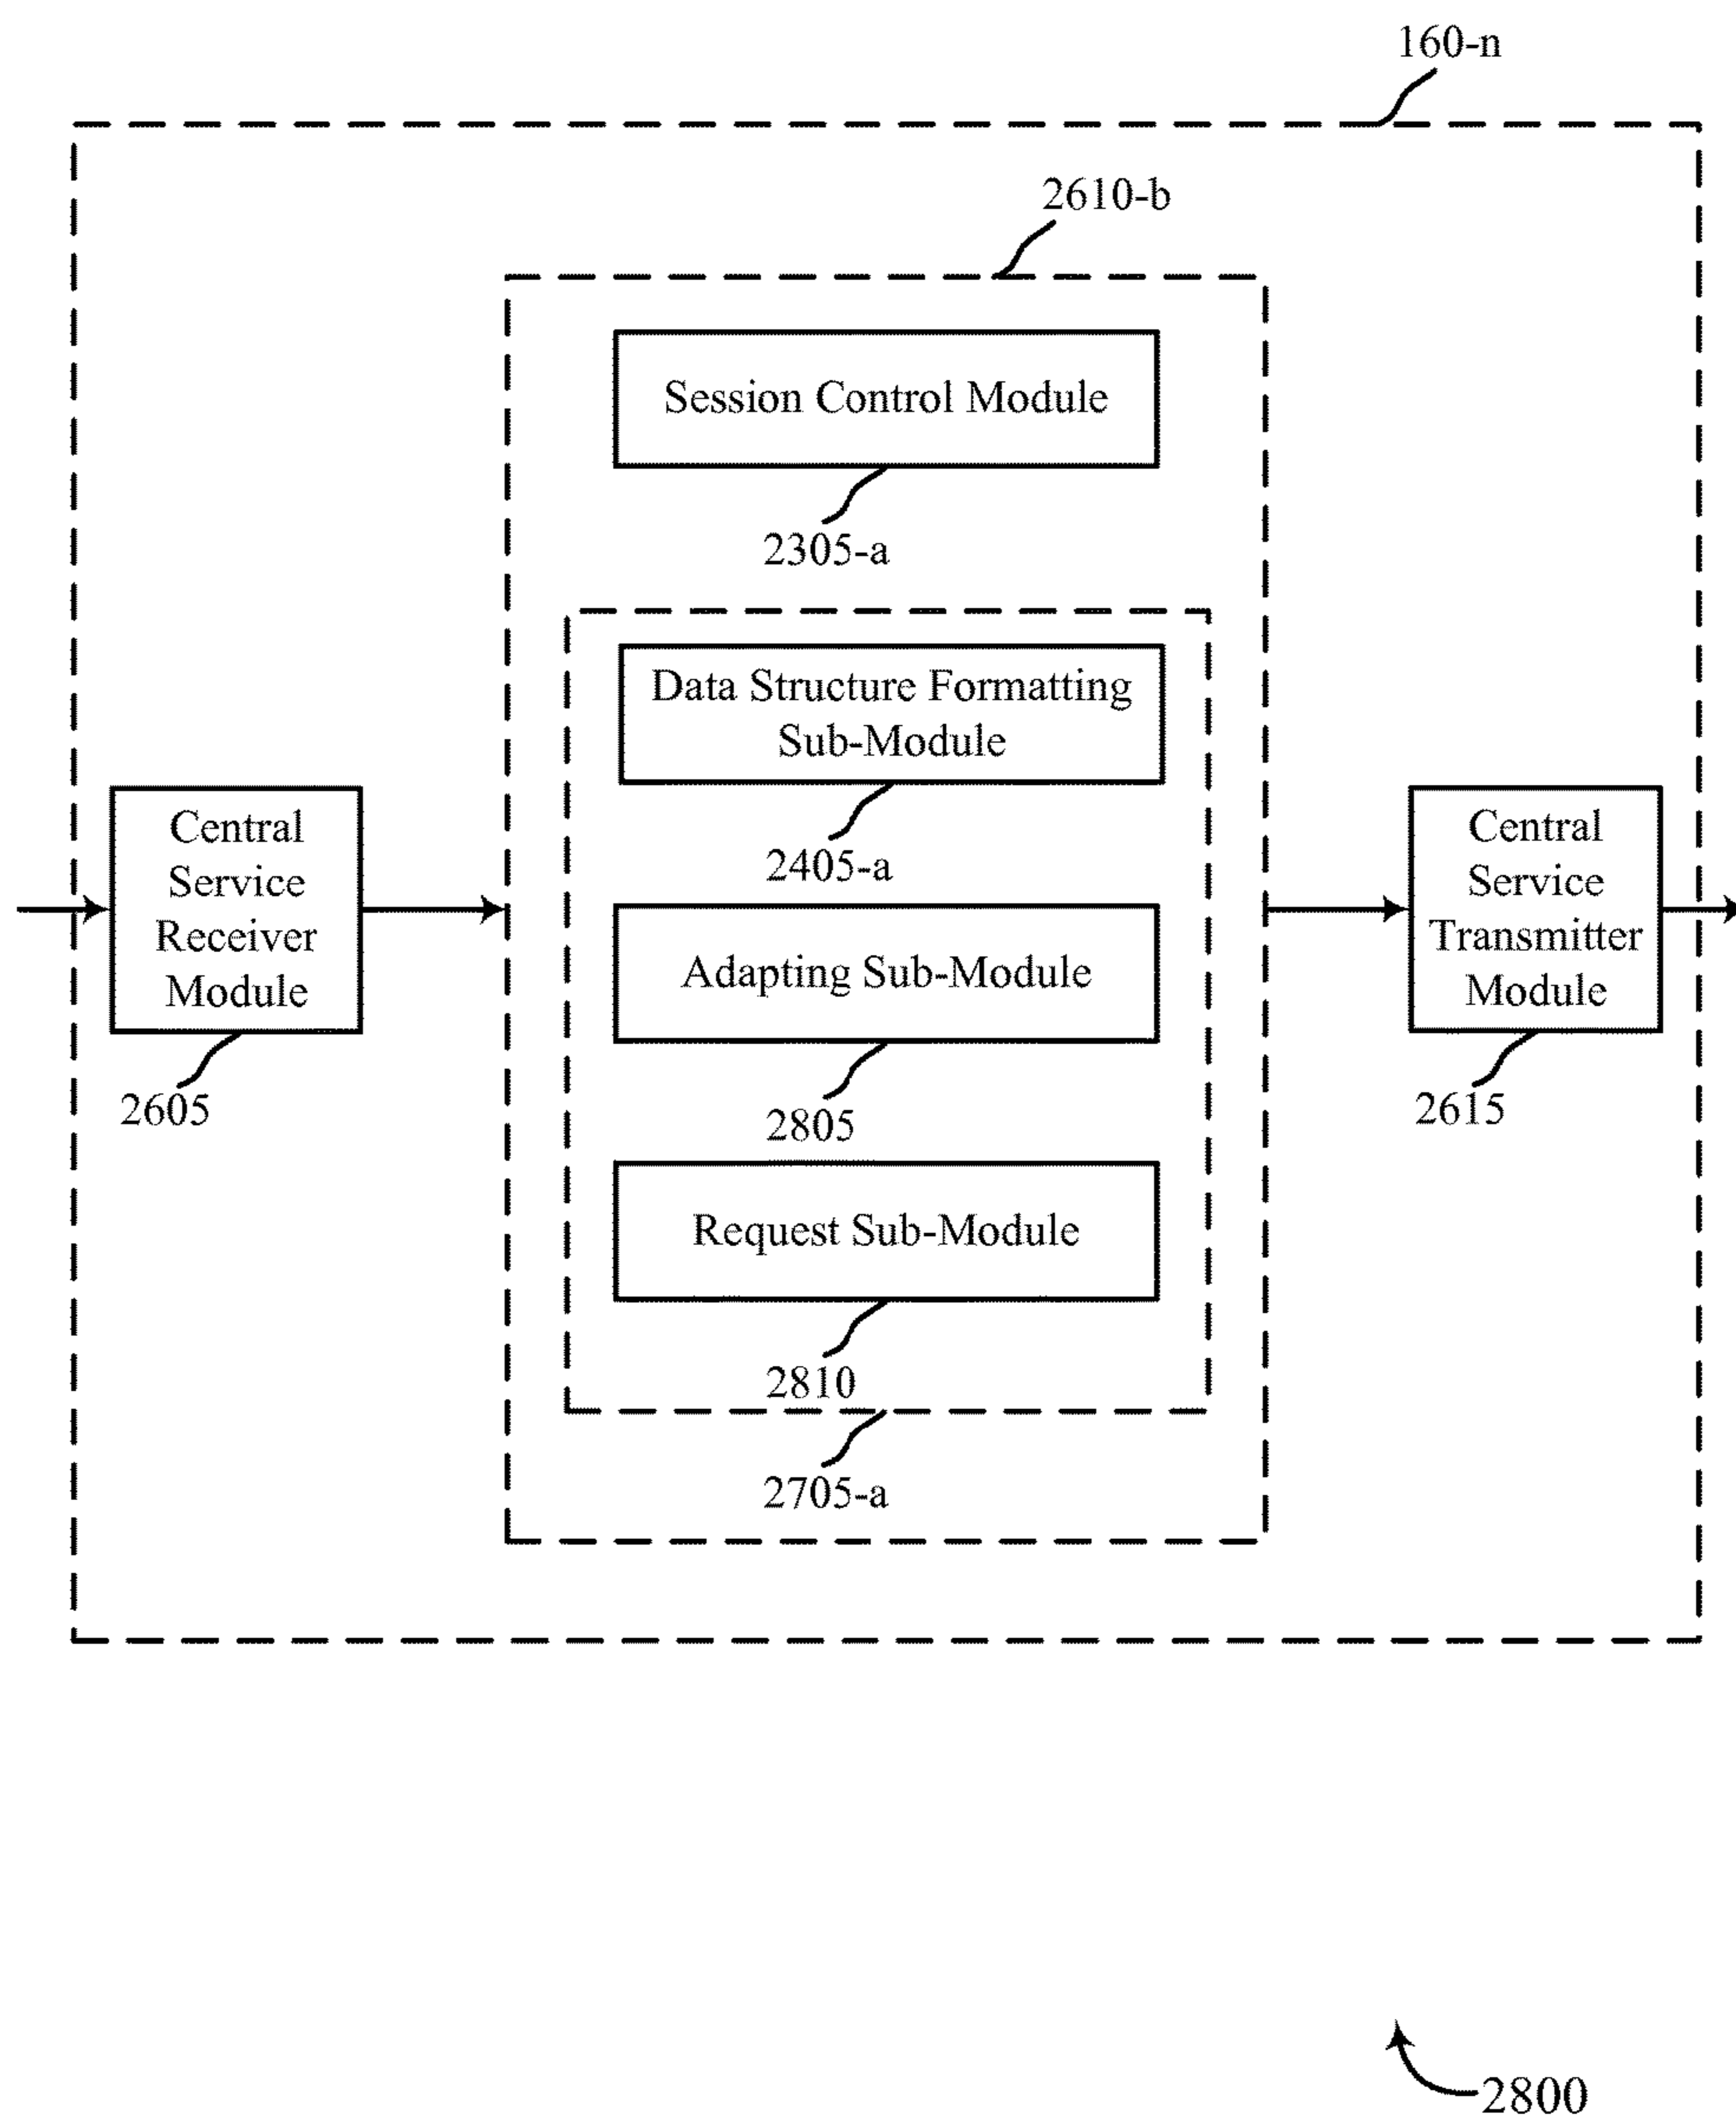 160-n
2610-b
Session Control Module
2305-a
Data Structure Formatting
Sub-Module
2405-a
Central
Service
Receiver
Module
2605
Adapting Sub-Module
2805
Central
Service
Transmitter
Module
2615
Request Sub-Module
2810
2705-a
2800